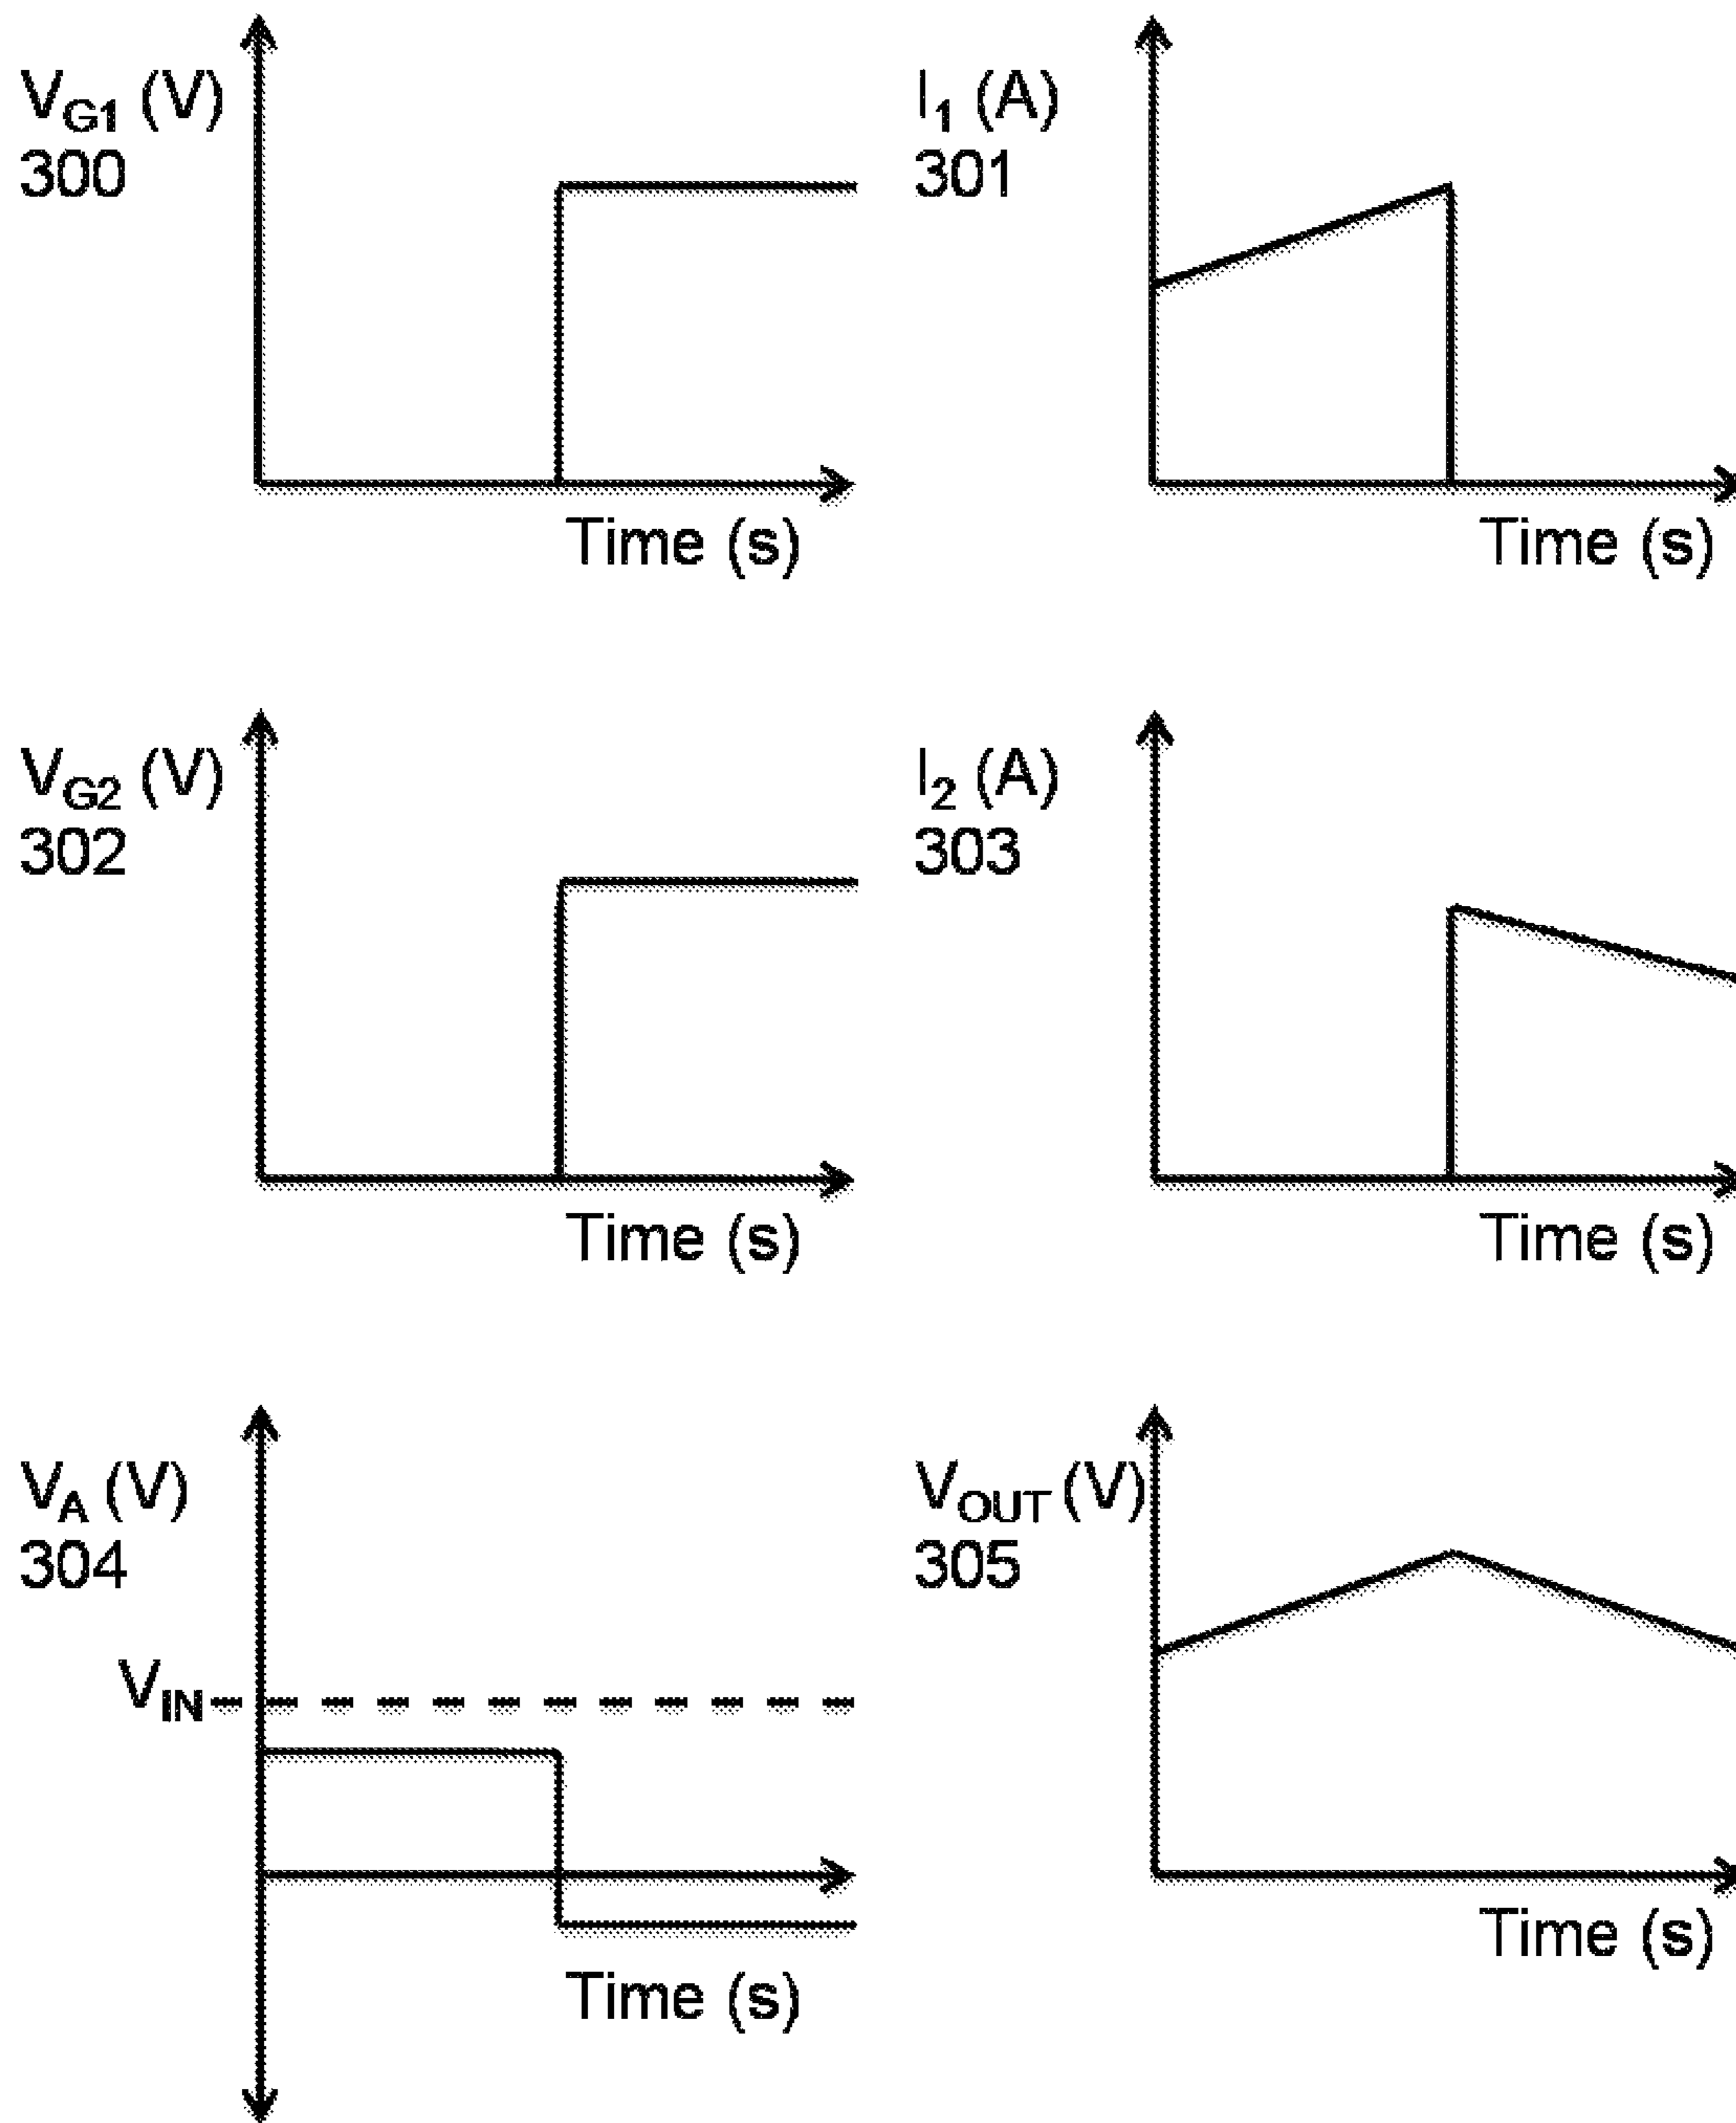 V_G1 (V)
300
I_1 (A)
301
Time (s)
Time (s)
V_G2 (V)
302
I_2 (A)
303
Time (s)
Time (s)
V_A (V)
304
V_OUT (V)
305
V_IN
Time (s)
Time (s)